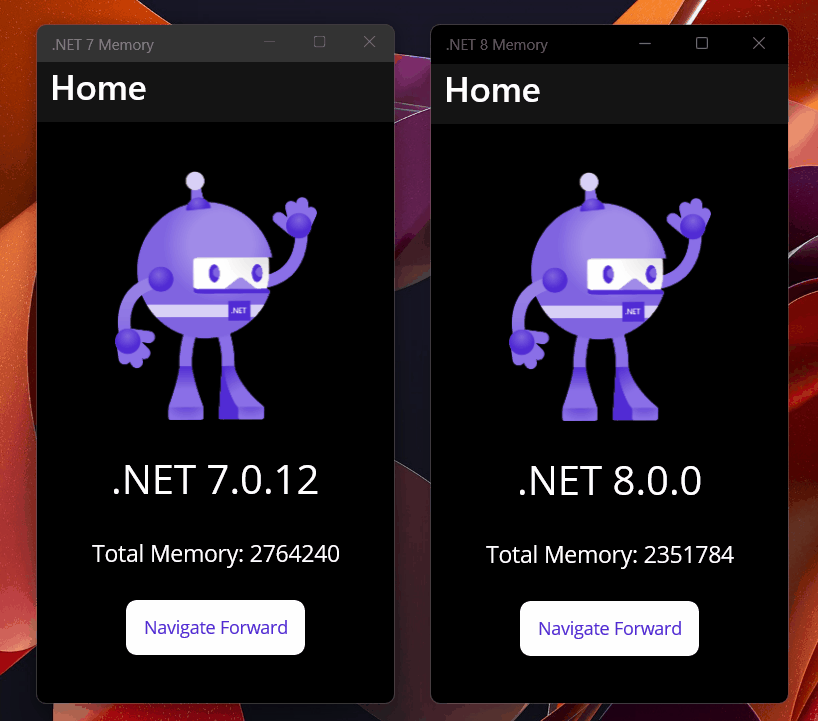 .NET 7 Memory
Home
.NET
.NET 7.0.12
Total Memory: 2764240
Navigate Forward
.NET 8 Memory
Home
.NET
.NET 8.0.0
Total Memory: 2351784
Navigate Forward